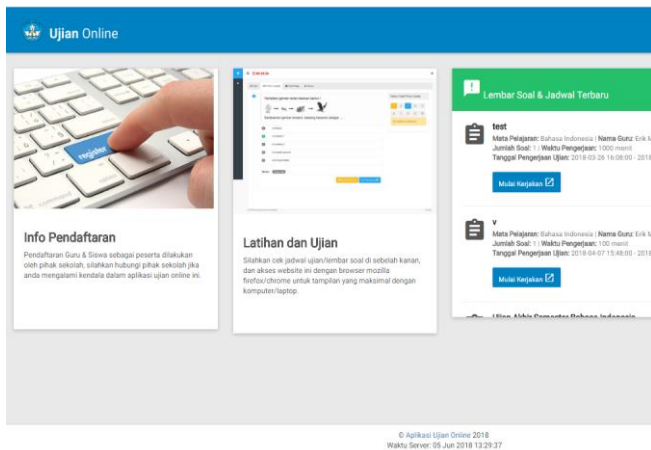 Ujian Online
register
Info Pendaftaran
Pendaftaran Guru & Siswa sebagai peserta dilakukan
oleh pihak sekolah, silahkan hubungi pihak sekolah jika
anda mengalami kendala dalam aplikasi ujian online ini.
Latihan dan Ujian
Silahkan cek jadwal ujian/lembar soal di sebelah kanan,
dan akses website ini dengan browser mozilla
firefox/chrome untuk tampilan yang maksimal dengan
komputer/laptop.
Lembar Soal & Jadwal Terbaru
test
Mata Pelajaran: Bahasa Indonesia | Nama Guru: Erik M
Jumlah Soal: 1 | Waktu Pengerjaan: 1000 menit
Tanggal Pengerjaan Ujian: 2018-03-26 16:08:00 - 2018
Mulai Kerjakan
v
Mata Pelajaran: Bahasa Indonesia | Nama Guru: Erik M
Jumlah Soal: 1 | Waktu Pengerjaan: 100 menit
Tanggal Pengerjaan Ujian: 2018-04-07 15:48:00 - 2018
Mulai Kerjakan
Ujian Akhir Semester Bahasa Indonesia
© Aplikasi Ujian Online 2018
Waktu Server: 05 Jun 2018 13:29:37